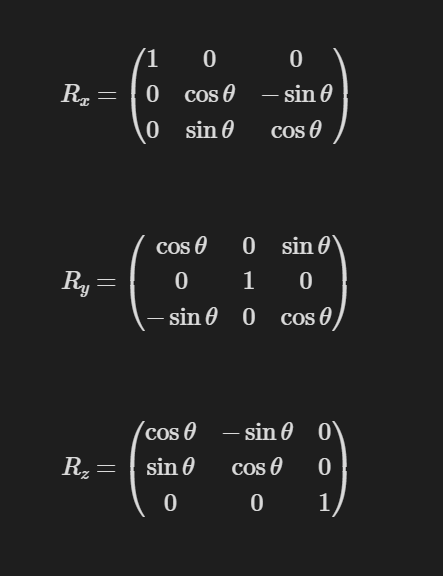 1 0 0
R_x = 0 cos θ − sin θ
0 sin θ cos θ
cos θ 0 sin θ
R_y = 0 1 0
− sin θ 0 cos θ
cos θ − sin θ 0
R_z = sin θ cos θ 0
0 0 1